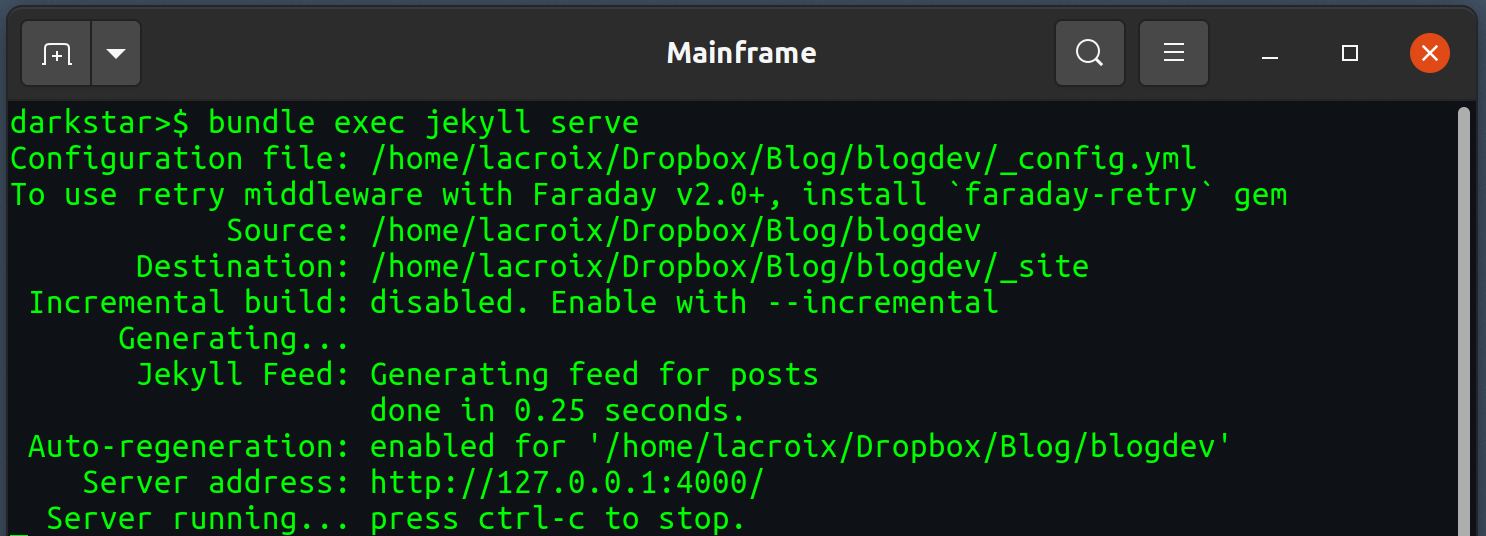 Mainframe
darkstar>$ bundle exec jekyll serve
Configuration file: /home/lacroix/Dropbox/Blog/blogdev/_config.yml
To use retry middleware with Faraday v2.0+, install `faraday-retry` gem
Source: /home/lacroix/Dropbox/Blog/blogdev
Destination: /home/lacroix/Dropbox/Blog/blogdev/_site
Incremental build: disabled. Enable with --incremental
Generating...
Jekyll Feed: Generating feed for posts
done in 0.25 seconds.
Auto-regeneration: enabled for '/home/lacroix/Dropbox/Blog/blogdev'
Server address: http://127.0.0.1:4000/
Server running... press ctrl-c to stop.